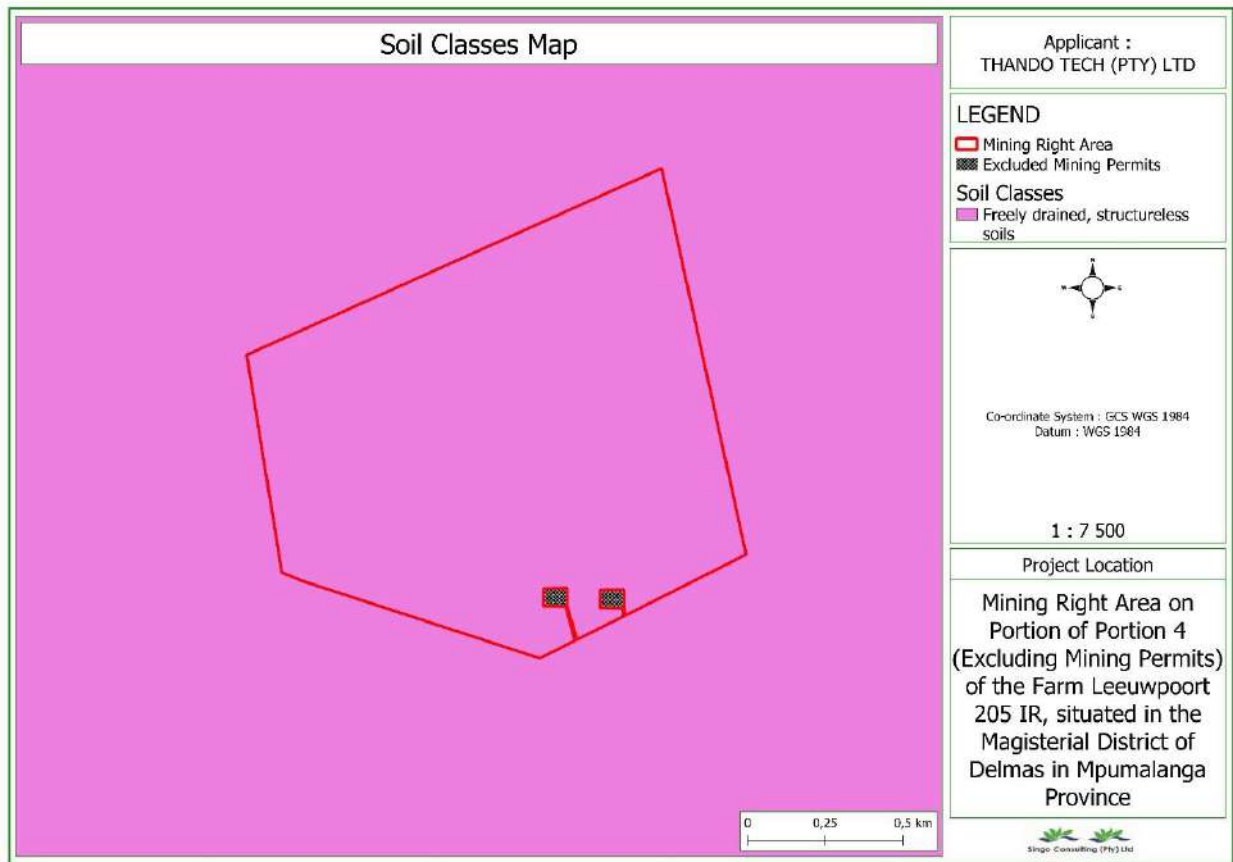 Soil Classes Map
Applicant :
THANDO TECH (PTY) LTD
LEGEND
Mining Right Area
Excluded Mining Permits
Soil Classes
Freely drained, structureless
soils
N
W
E
S
Co-ordinate System : GCS WGS 1984
Datum : WGS 1984
1 : 7 500
Project Location
Mining Right Area on
Portion of Portion 4
(Excluding Mining Permits)
of the Farm Leeuwpoort
205 IR, situated in the
Magisterial District of
Delmas in Mpumalanga
Province
0 0,25 0,5 km
Singo Consulting (Pty) Ltd